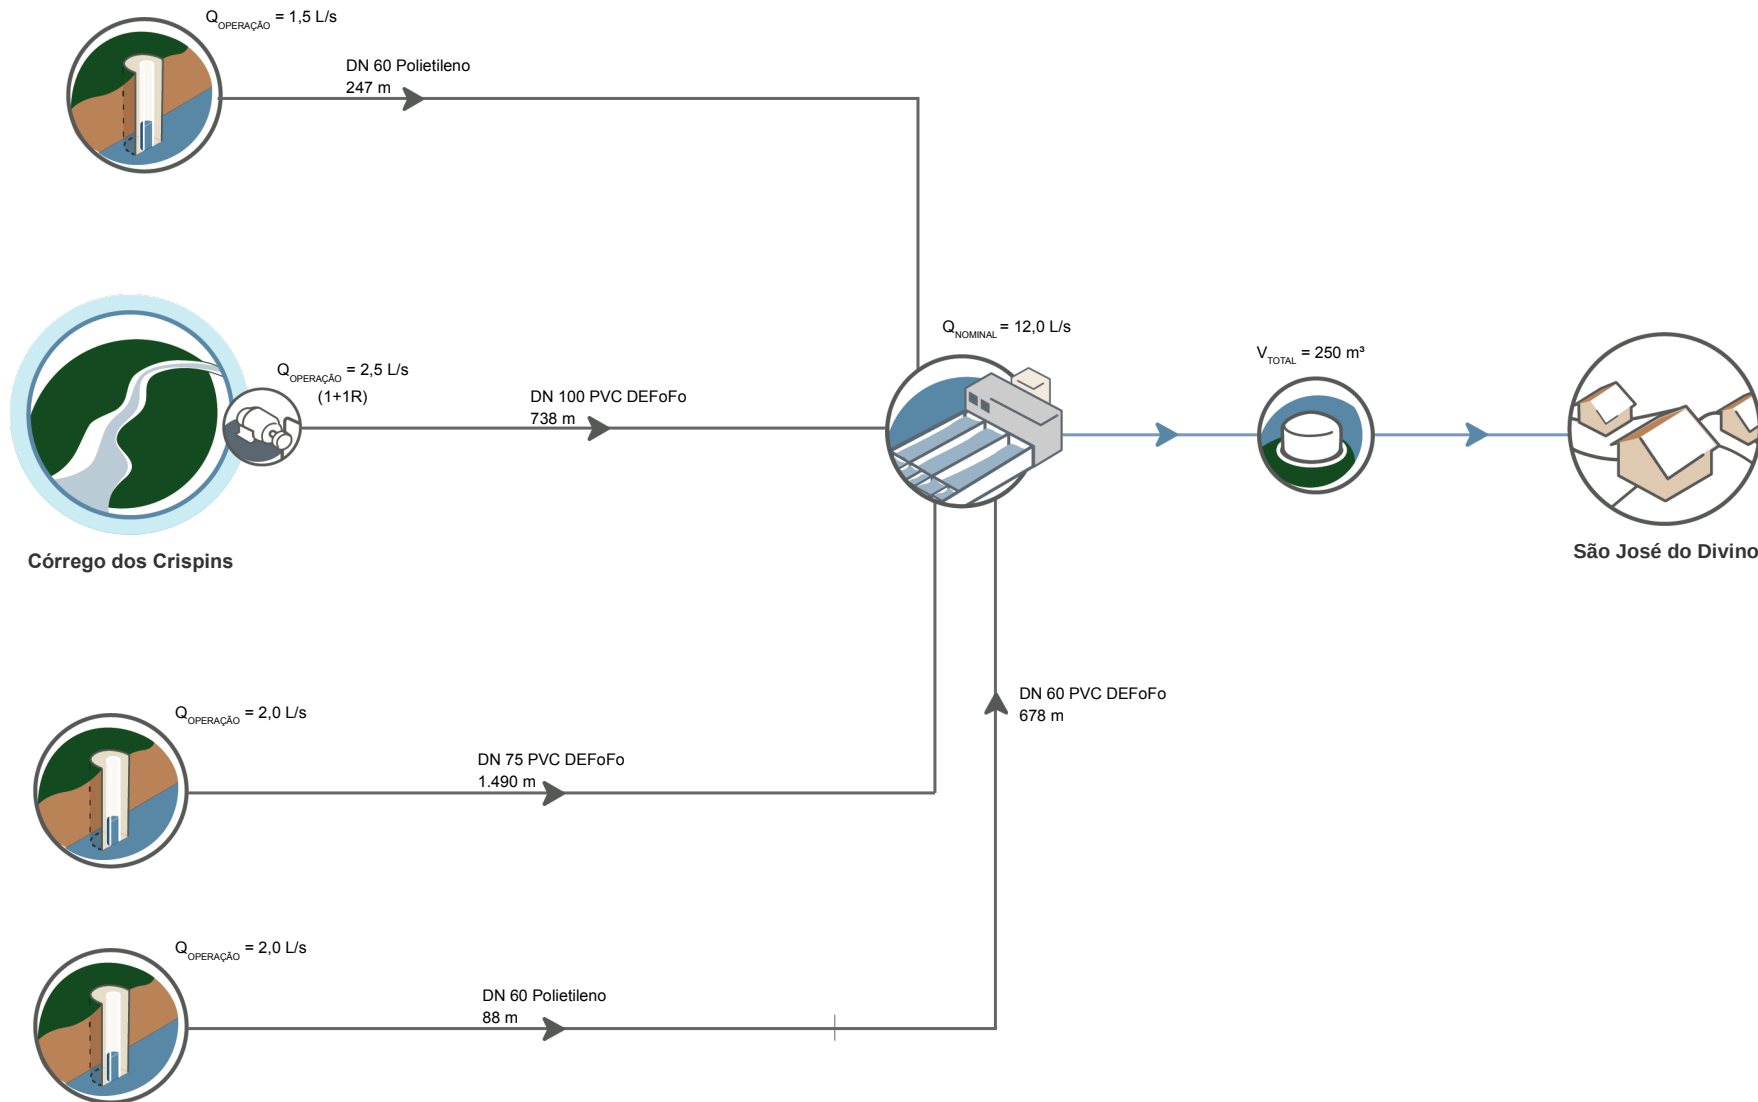 QOPERAÇÃO = 1,5 L/s
DN 60 Polietileno
247 m
QNOMINAL = 12,0 L/s
VTOTAL = 250 m³
QOPERAÇÃO = 2,5 L/s
(1+1R)
DN 100 PVC DEFoFo
738 m
Córrego dos Crispins
São José do Divino
DN 60 PVC DEFoFo
678 m
QOPERAÇÃO = 2,0 L/s
DN 75 PVC DEFoFo
1.490 m
QOPERAÇÃO = 2,0 L/s
DN 60 Polietileno
88 m